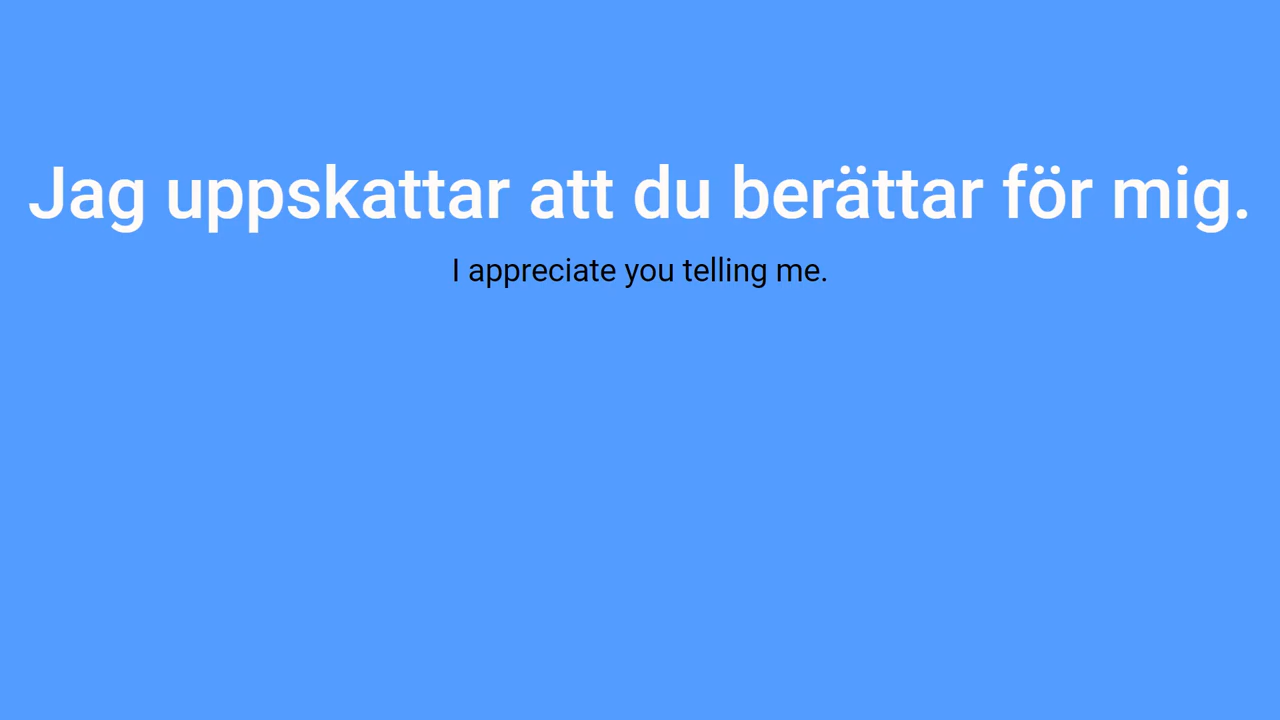 Jag uppskattar att du berättar för mig.
I appreciate you telling me.